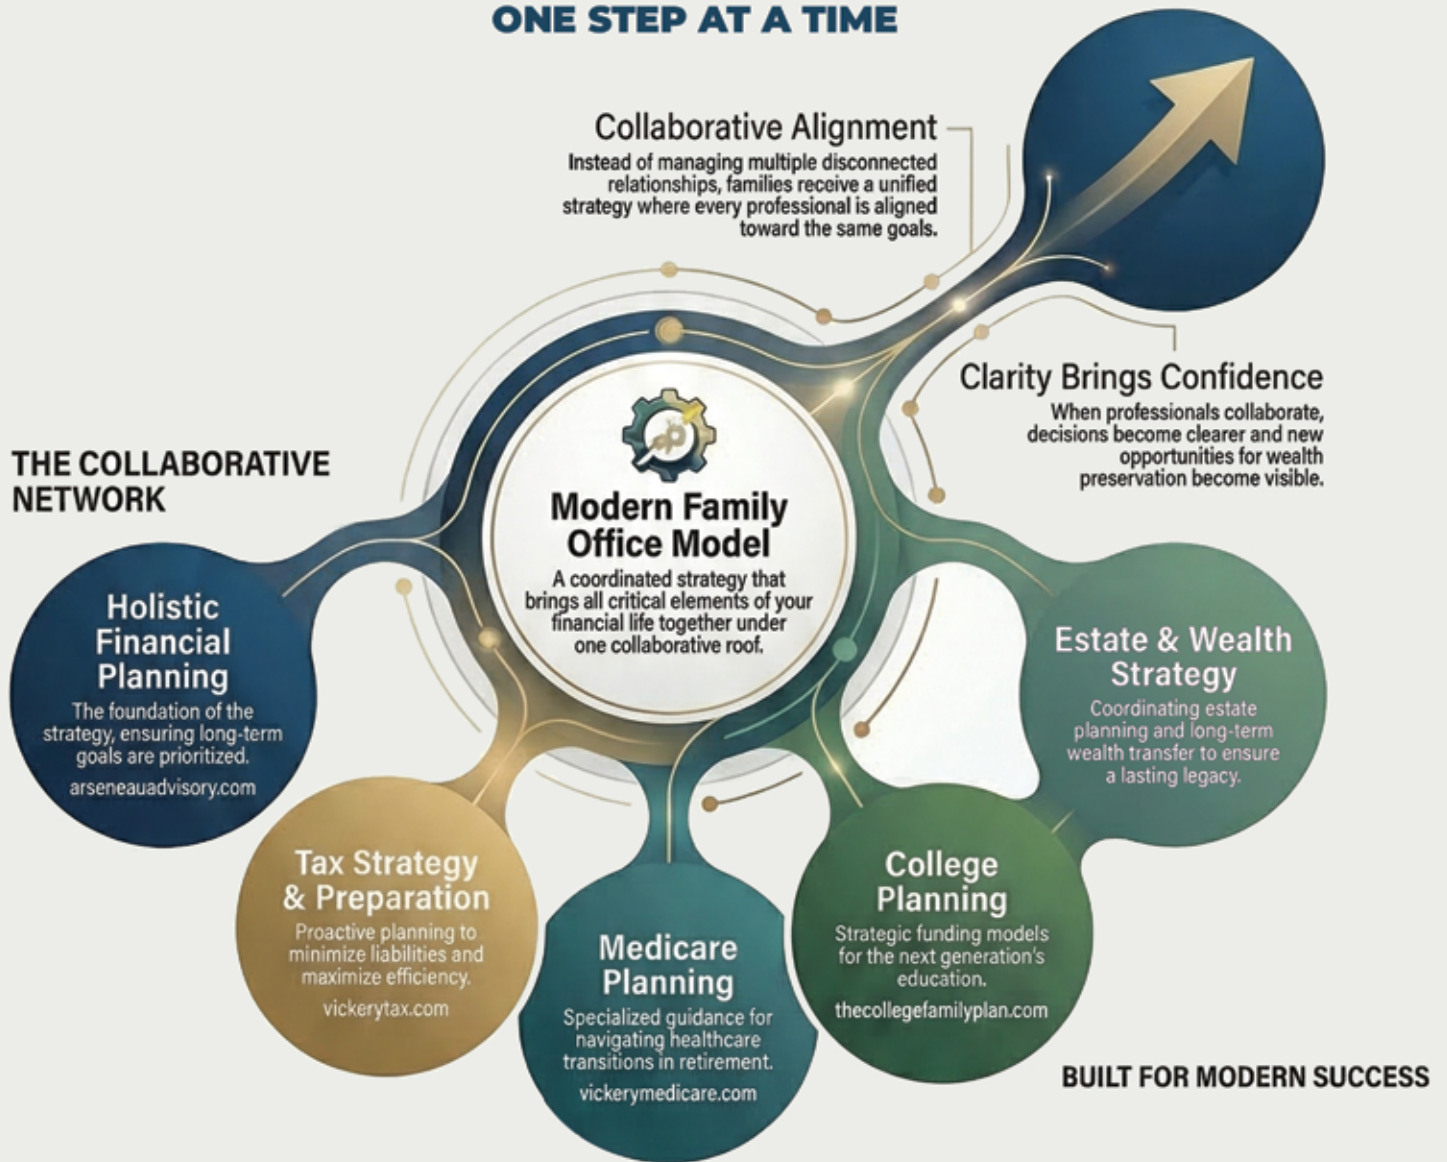 ONE STEP AT A TIME
Collaborative Alignment
Instead of managing multiple disconnected
relationships, families receive a unified
strategy where every professional is aligned
toward the same goals.
Clarity Brings Confidence
When professionals collaborate,
decisions become clearer and new
opportunities for wealth
preservation become visible.
THE COLLABORATIVE
NETWORK
Modern Family
Office Model
A coordinated strategy that
brings all critical elements of your
financial life together under
one collaborative roof.
Holistic
Financial
Planning
The foundation of the
strategy, ensuring long-term
goals are prioritized.
arseneauadvisory.com
Tax Strategy
& Preparation
Proactive planning to
minimize liabilities and
maximize efficiency.
vickerytax.com
Medicare
Planning
Specialized guidance for
navigating healthcare
transitions in retirement.
vickerymedicare.com
College
Planning
Strategic funding models
for the next generation's
education.
thecollegefamilyplan.com
Estate & Wealth
Strategy
Coordinating estate
planning and long-term
wealth transfer to ensure
a lasting legacy.
BUILT FOR MODERN SUCCESS